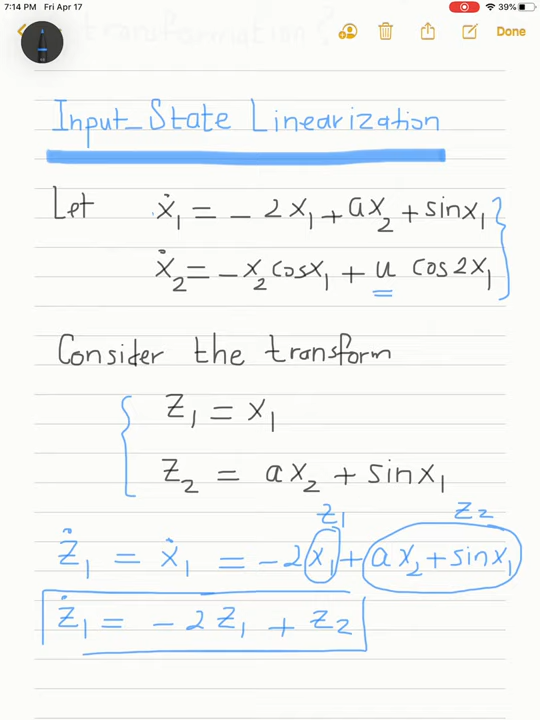 7:14 PM Fri Apr 17 39%
transformation
Done
Input_State Linearization
Let ẋ₁ = - 2x₁ + ax₂ + sinx₁
ẋ₂ = -x₂ cosx₁ + u cos2x₁
Consider the transform
z₁ = x₁
z₂ = ax₂ + sinx₁
z₁ z₂
ż₁ = ẋ₁ = -2x₁ + ax₂ + sinx₁
ż₁ = - 2z₁ + z₂